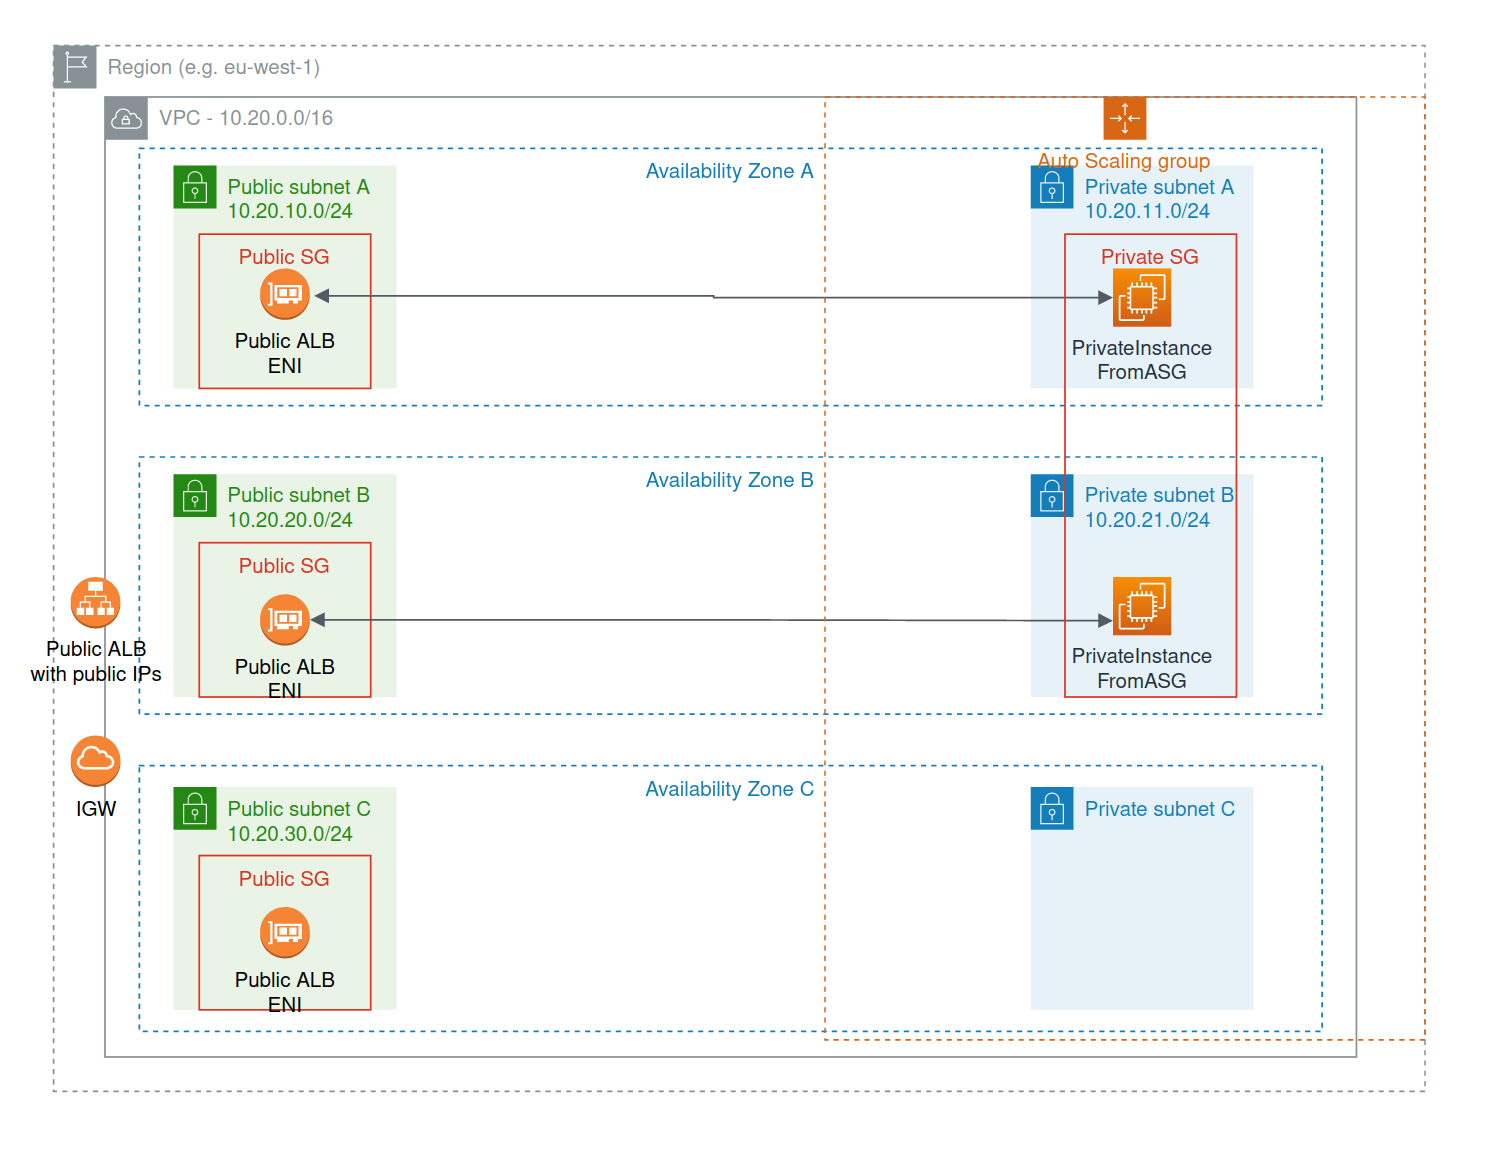 Region (e.g. eu-west-1)
VPC - 10.20.0.0/16
Auto Scaling group
Availability Zone A
Public subnet A
10.20.10.0/24
Public SG
Public ALB
ENI
Private subnet A
10.20.11.0/24
Private SG
PrivateInstance
FromASG
Availability Zone B
Public subnet B
10.20.20.0/24
Public SG
Public ALB
ENI
Private subnet B
10.20.21.0/24
PrivateInstance
FromASG
Public ALB
with public IPs
IGW
Availability Zone C
Public subnet C
10.20.30.0/24
Public SG
Public ALB
ENI
Private subnet C